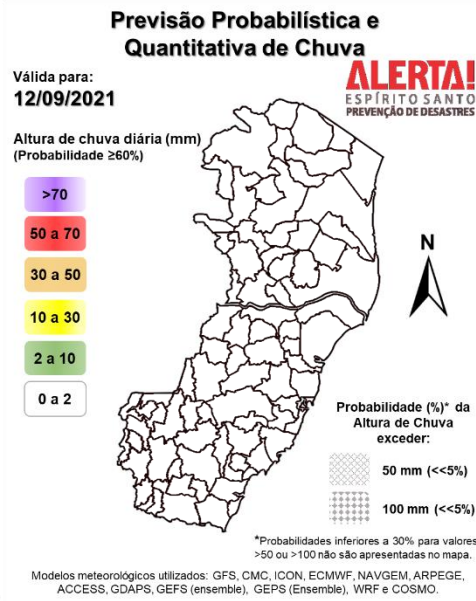 Previsão Probabilística e
Quantitativa de Chuva
Válida para:
12/09/2021
ALERTA!
ESPÍRITO SANTO
PREVENÇÃO DE DESASTRES
Altura de chuva diária (mm)
(Probabilidade ≥60%)
>70
50 a 70
30 a 50
10 a 30
2 a 10
0 a 2
N
Probabilidade (%)* da
Altura de Chuva
exceder:
50 mm (<<5%)
100 mm (<<5%)
*Probabilidades inferiores a 30% para valores
>50 ou >100 não são apresentadas no mapa.
Modelos meteorológicos utilizados: GFS, CMC, ICON, ECMWF, NAVGEM, ARPEGE,
ACCESS, GDAPS, GEFS (ensemble), GEPS (Ensemble), WRF e COSMO.